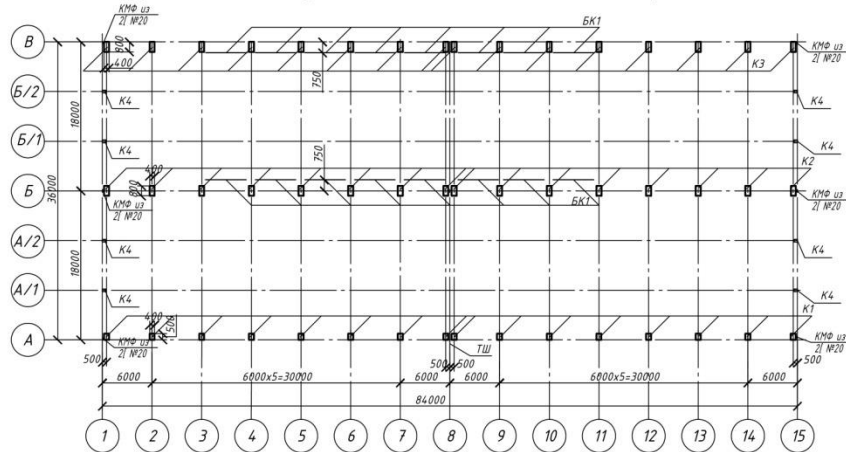 КМФ из
2[ №20
БК1
В
800
КМФ из
2[ №20
400
К3
750
Б/2
К4
К4
18000
Б/1
К4
К4
750
К2
400
36000
Б
800
КМФ из
2[ №20
КМФ из
2[ №20
БК1
А/2
К4
К4
18000
А/1
К4
К4
400
500
К1
А
КМФ из
2[ №20
КМФ из
2[ №20
ТШ
500
500
500
500
6000
6000х5=30000
6000
6000
6000х5=30000
6000
84000
1 2 3 4 5 6 7 8 9 10 11 12 13 14 15